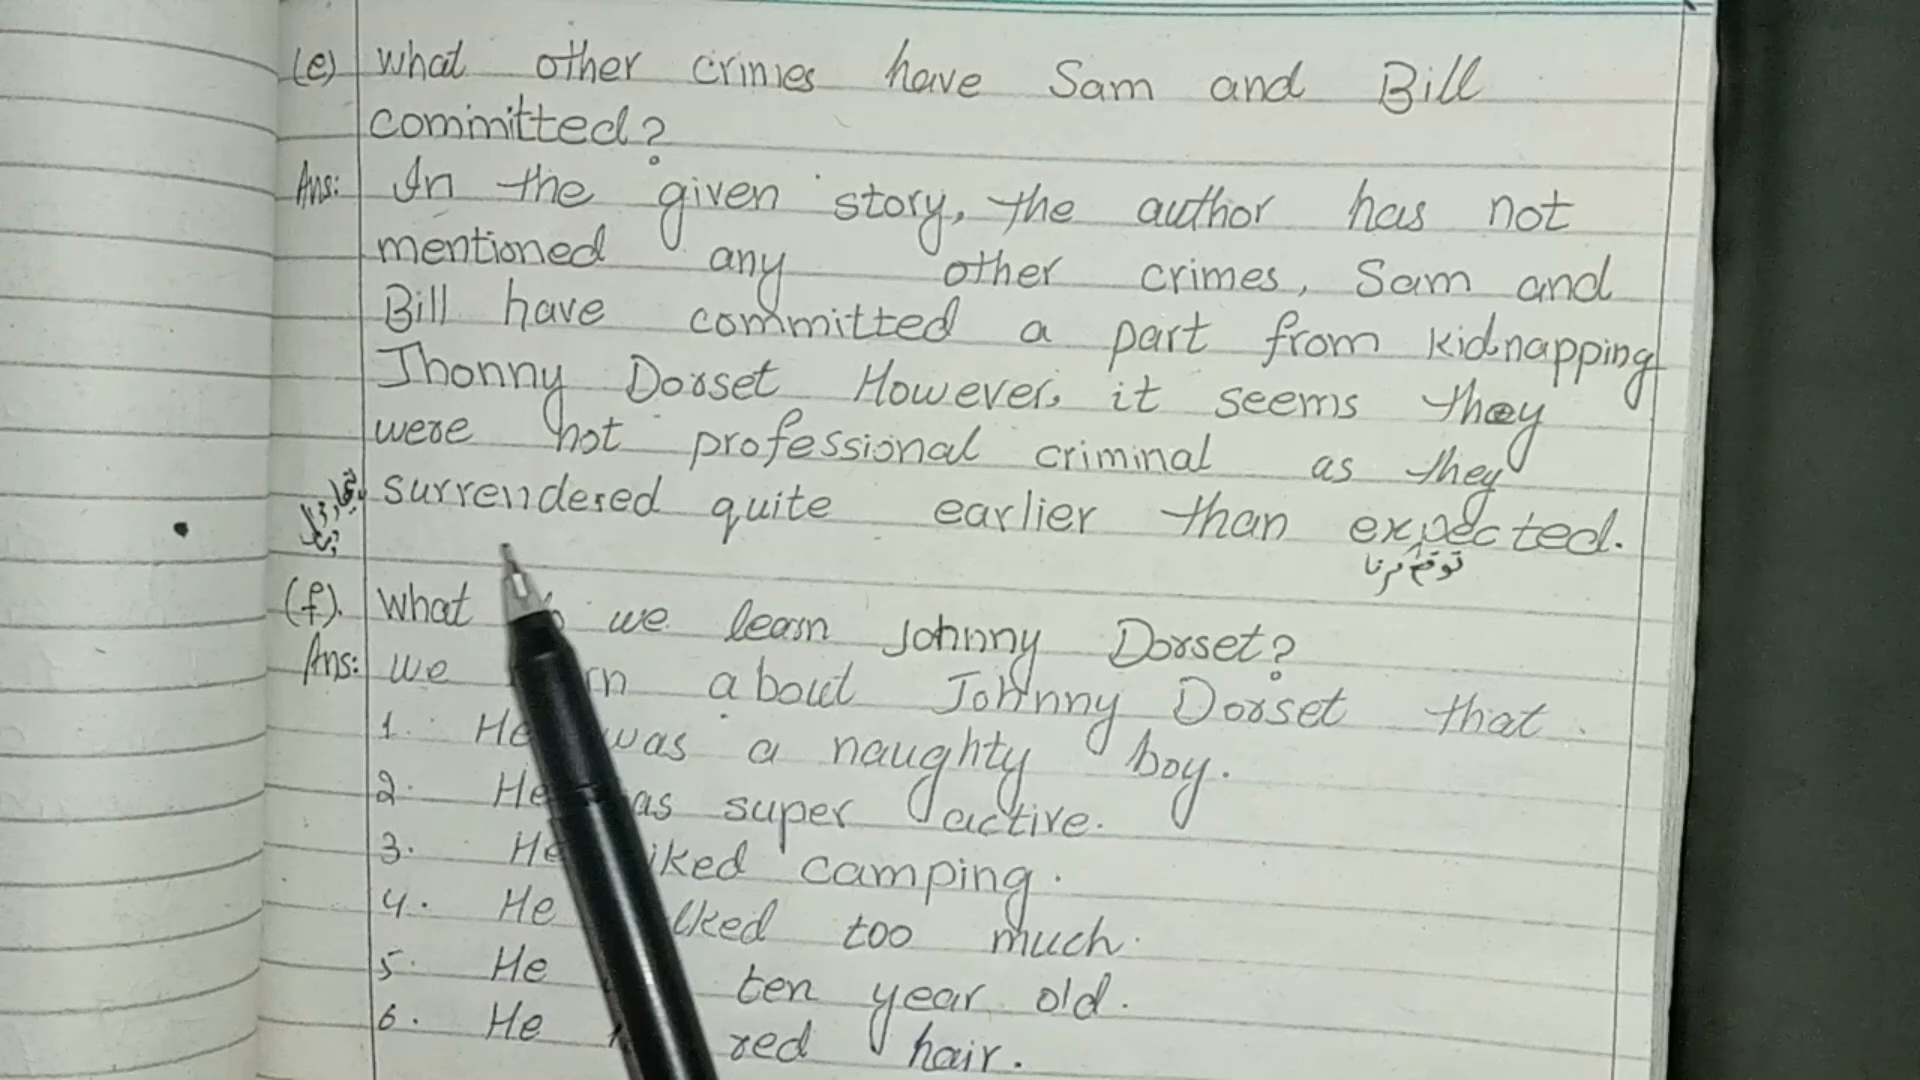 (e) What other crimes have Sam and Bill
committed?
Ans: In the given story, the author has not
mentioned any other crimes, Sam and
Bill have committed a part from kidnapping
Jhonny Dorset However, it seems they
were not professional criminal as they
surrendered quite earlier than expected.
(f). What we learn Johnny Dorset?
Ans: we about Johnny Dorset that.
1. He was a naughty boy.
2. He super active.
3. He camping.
4. He too much.
5. He ten year old.
6. He red hair.